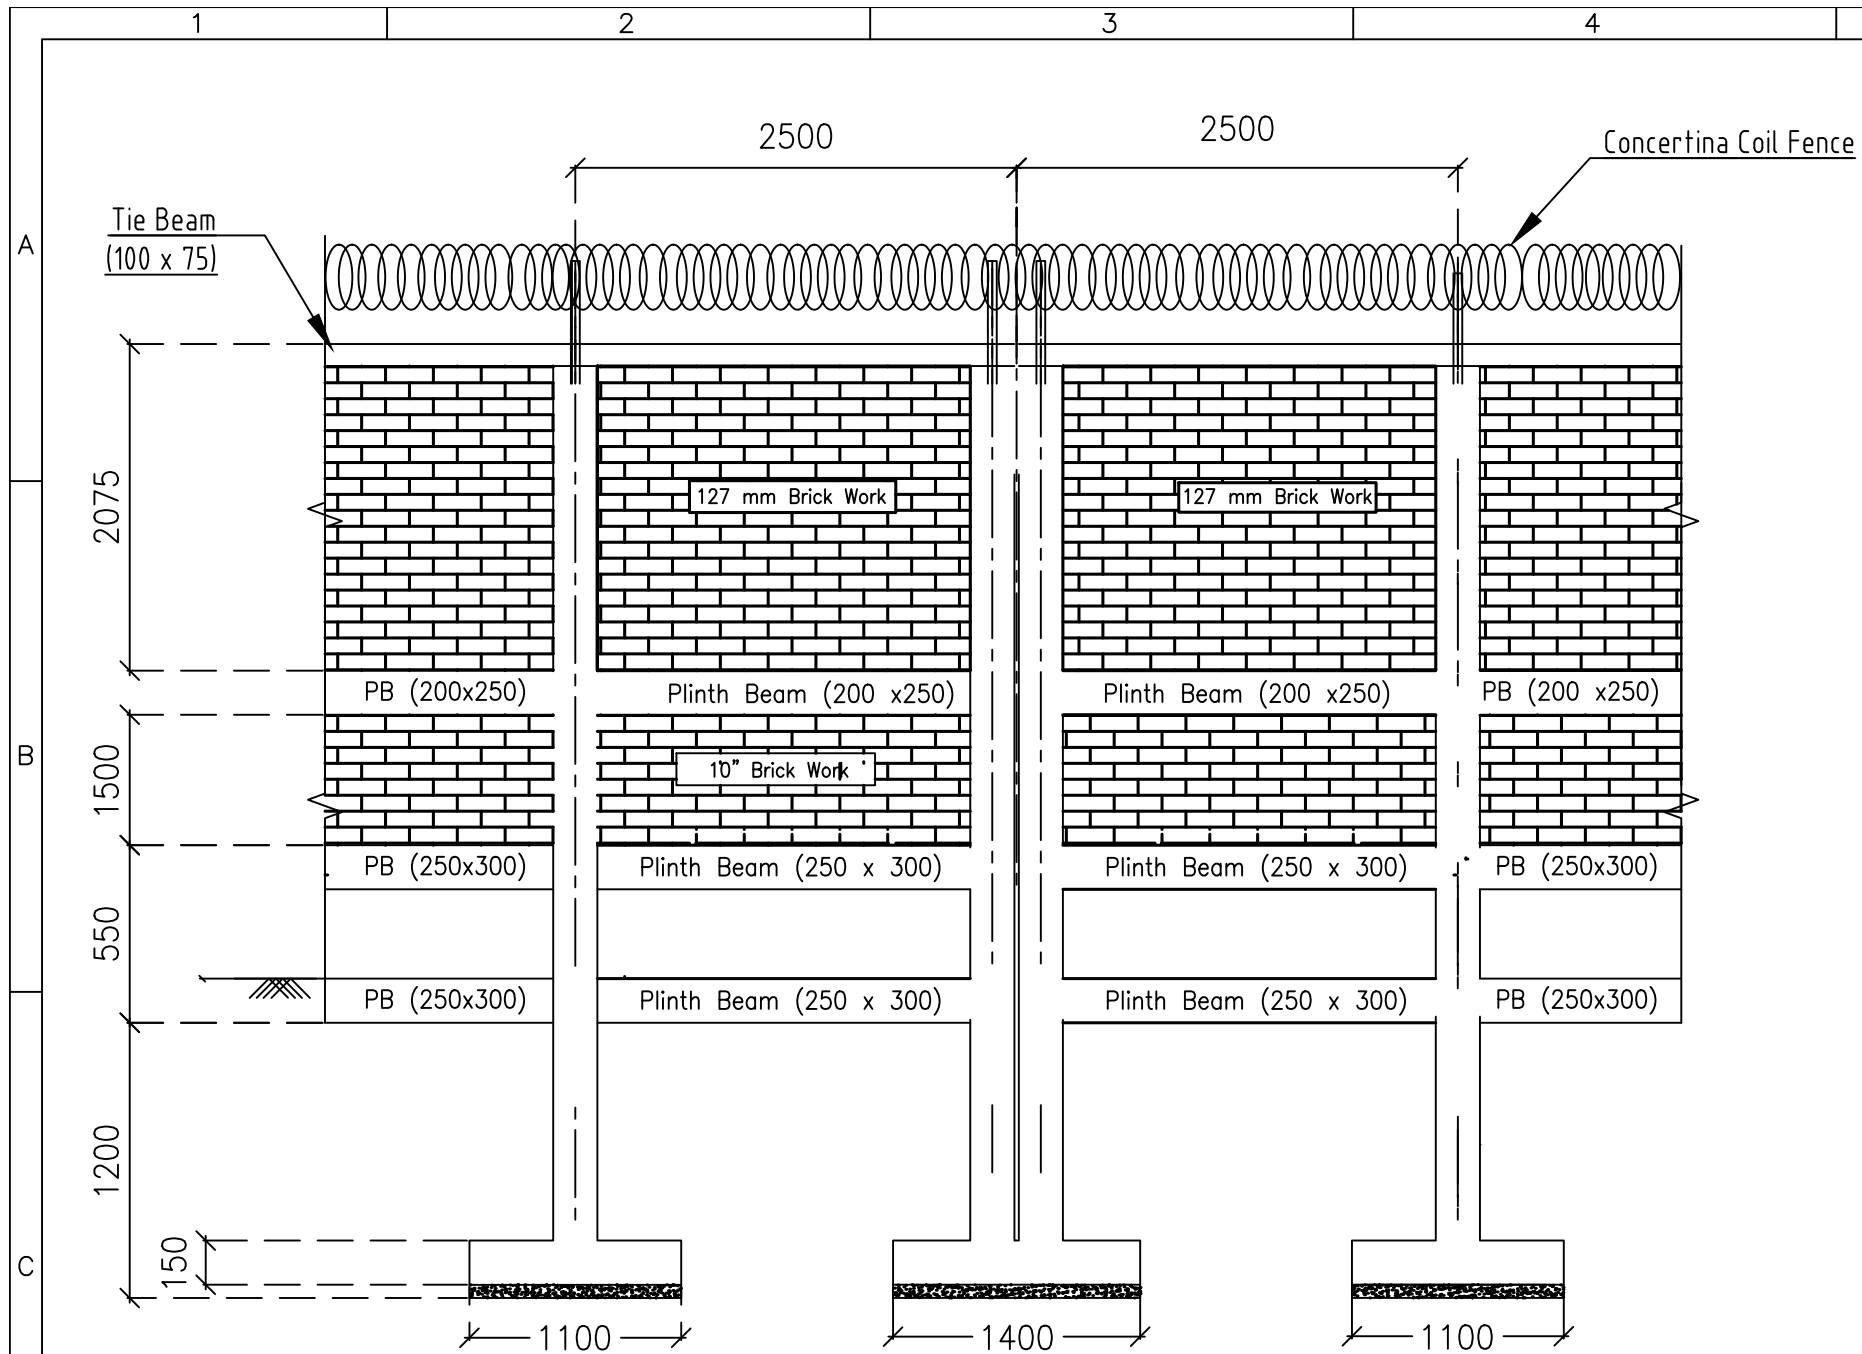 1 2 3 4
2500 2500
Concertina Coil Fence
Tie Beam
(100 x 75)
A
2075
127 mm Brick Work 127 mm Brick Work
PB (200x250) Plinth Beam (200 x250) Plinth Beam (200 x250) PB (200 x250)
B
1500
10" Brick Work
PB (250x300) Plinth Beam (250 x 300) Plinth Beam (250 x 300) PB (250x300)
550
PB (250x300) Plinth Beam (250 x 300) Plinth Beam (250 x 300) PB (250x300)
1200
150
C
1100 1400 1100